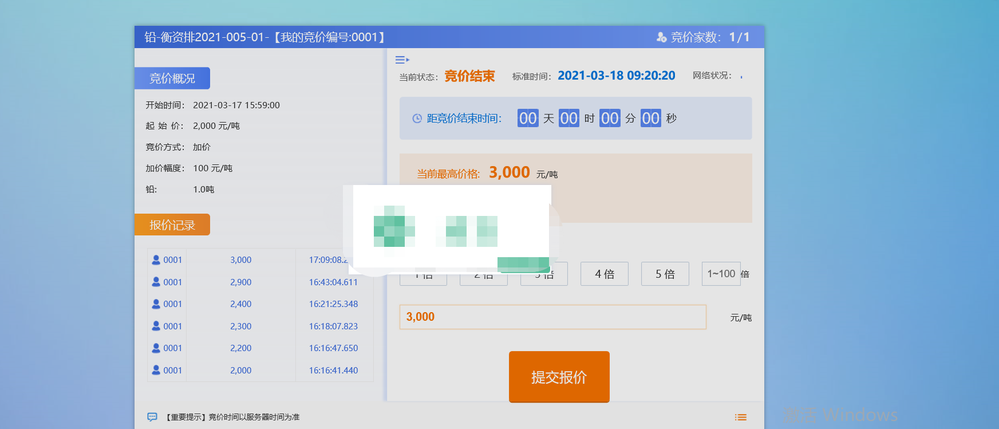 铅-衡资排2021-005-01-【我的竞价编号:0001】 竞价家数: 1/1
竞价概况
开始时间: 2021-03-17 15:59:00
起 始 价: 2,000 元/吨
竞价方式: 加价
加价幅度: 100 元/吨
铅: 1.0吨
报价记录
0001 3,000 17:09:08.
0001 2,900 16:43:04.611
0001 2,400 16:21:25.348
0001 2,300 16:18:07.823
0001 2,200 16:16:47.650
0001 2,000 16:16:41.440
当前状态: 竞价结束 标准时间: 2021-03-18 09:20:20 网络状况:
距竞价结束时间: 00 天 00 时 00 分 00 秒
当前最高价格: 3,000 元/吨
1 倍 2 倍 3 倍 4 倍 5 倍 1~100 倍
3,000 元/吨
提交报价
【重要提示】竞价时间以服务器时间为准
激活 Windows